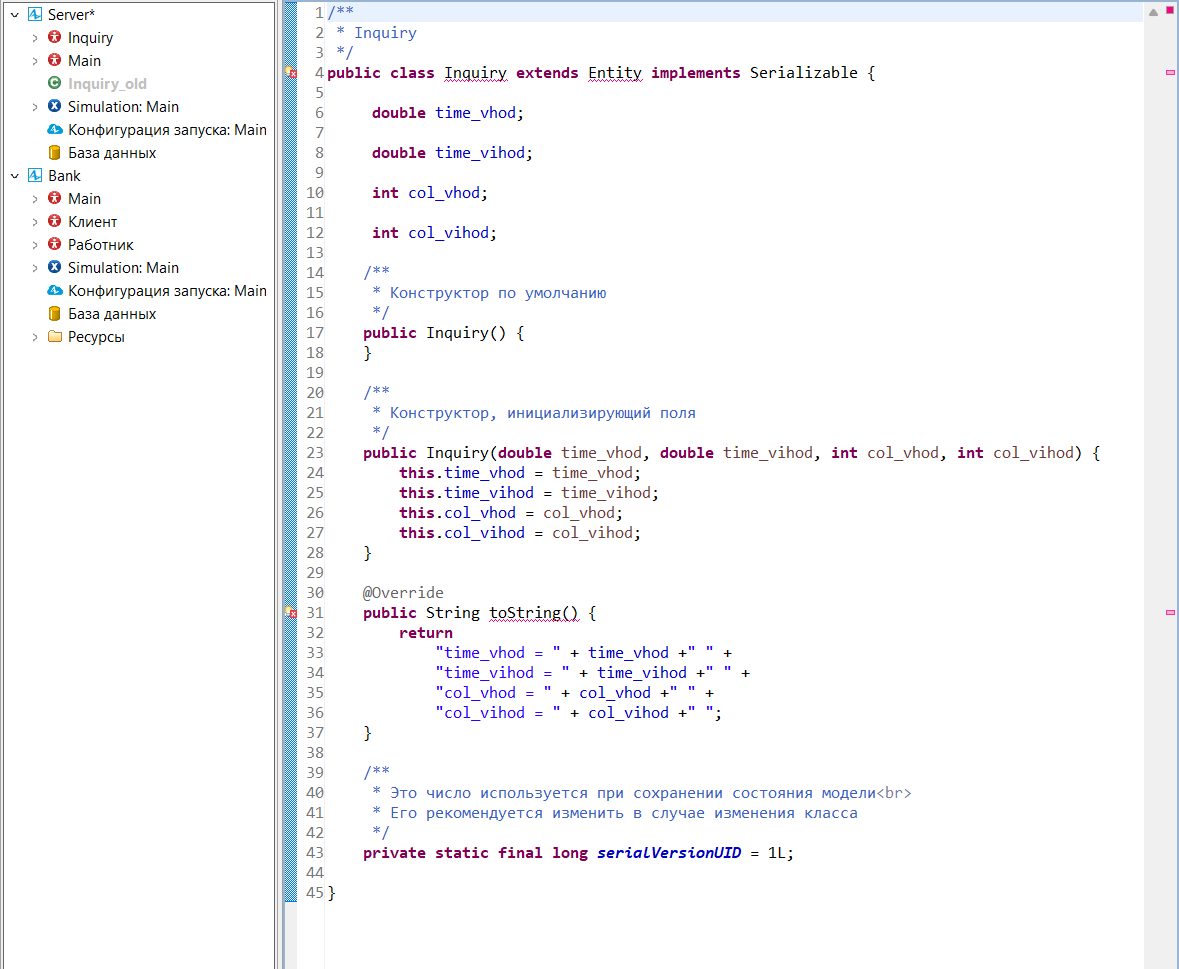 Server*
Inquiry
Main
Inquiry_old
Simulation: Main
Конфигурация запуска: Main
База данных
Bank
Main
Клиент
Работник
Simulation: Main
Конфигурация запуска: Main
База данных
Ресурсы
1 /**
2  * Inquiry
3  */
4 public class Inquiry extends Entity implements Serializable {
5
6     double time_vhod;
7
8     double time_vihod;
9
10     int col_vhod;
11
12     int col_vihod;
13
14    /**
15     * Конструктор по умолчанию
16     */
17    public Inquiry() {
18    }
19
20    /**
21     * Конструктор, инициализирующий поля
22     */
23    public Inquiry(double time_vhod, double time_vihod, int col_vhod, int col_vihod) {
24        this.time_vhod = time_vhod;
25        this.time_vihod = time_vihod;
26        this.col_vhod = col_vhod;
27        this.col_vihod = col_vihod;
28    }
29
30    @Override
31    public String toString() {
32        return
33            "time_vhod = " + time_vhod +" " +
34            "time_vihod = " + time_vihod +" " +
35            "col_vhod = " + col_vhod +" " +
36            "col_vihod = " + col_vihod +" ";
37    }
38
39    /**
40     * Это число используется при сохранении состояния модели<br>
41     * Его рекомендуется изменить в случае изменения класса
42     */
43    private static final long serialVersionUID = 1L;
44
45 }